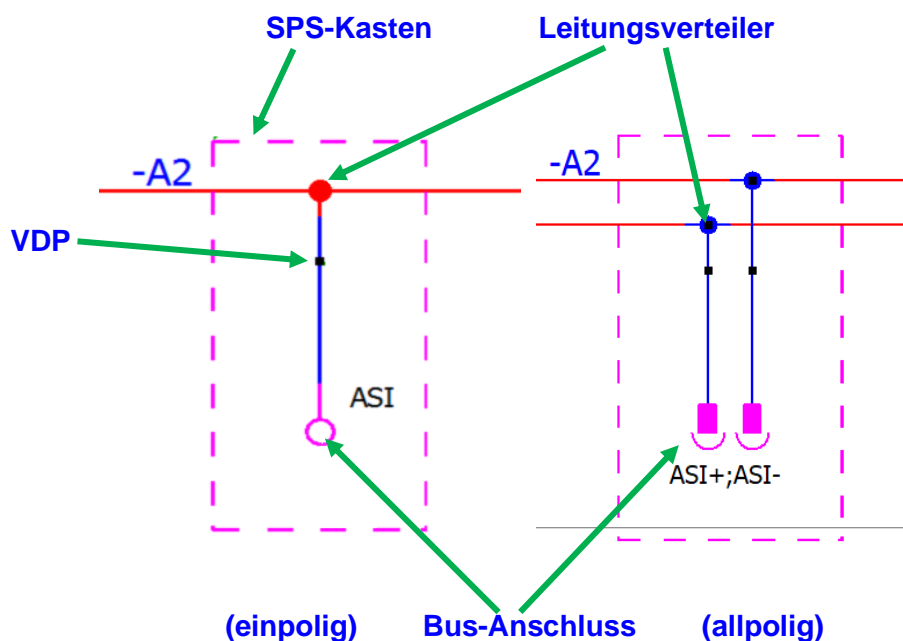 SPS-Kasten
Leitungsverteiler
-A2
-A2
VDP
ASI
ASI+;ASI-
(einpolig)
Bus-Anschluss
(allpolig)